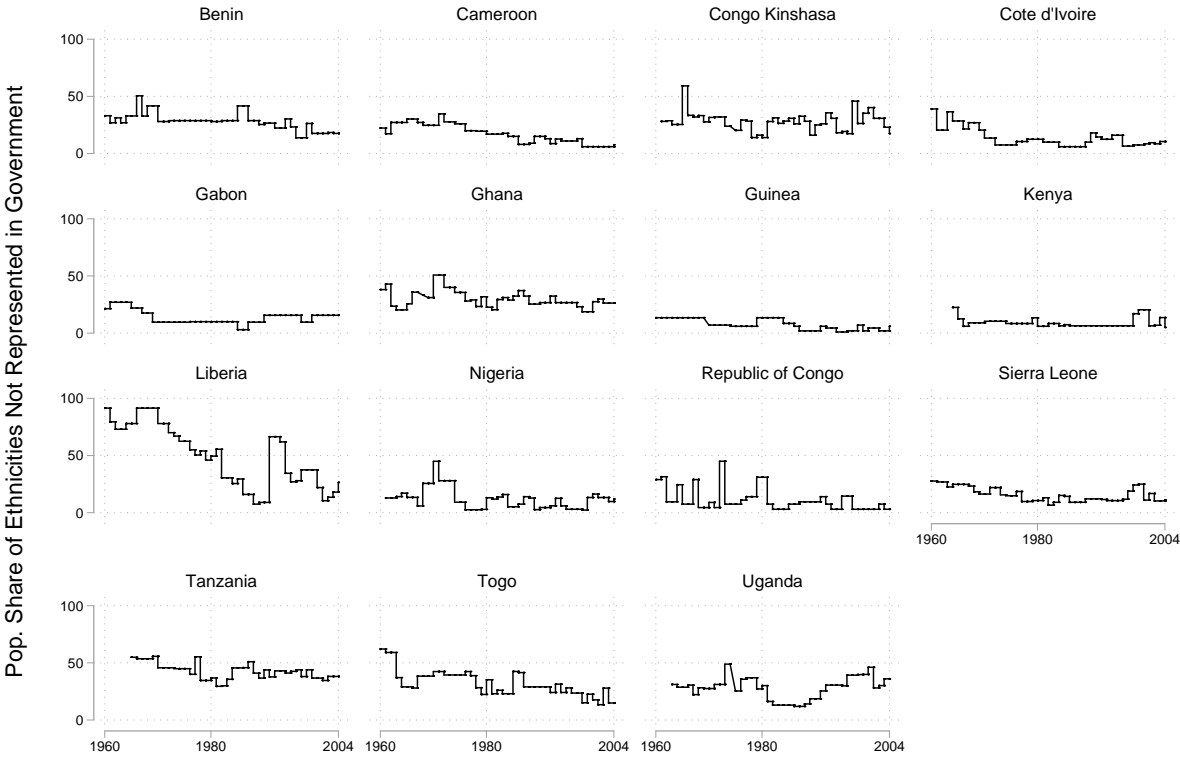 Pop. Share of Ethnicities Not Represented in Government
Benin Cameroon Congo Kinshasa Cote d'Ivoire
100
50
0
Gabon Ghana Guinea Kenya
100
50
0
Liberia Nigeria Republic of Congo Sierra Leone
100
50
0
1960 1980 2004
Tanzania Togo Uganda
100
50
0
1960 1980 2004 1960 1980 2004 1960 1980 2004